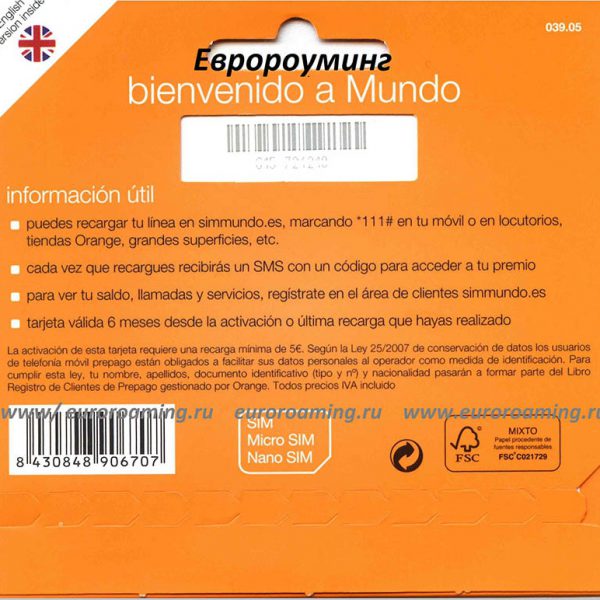 English
version inside
039.05
Евророуминг
bienvenido a Mundo
información útil
puedes recargar tu línea en simmundo.es, marcando *111# en tu móvil o en locutorios,
tiendas Orange, grandes superficies, etc.
cada vez que recargues recibirás un SMS con un código para acceder a tu premio
para ver tu saldo, llamadas y servicios, regístrate en el área de clientes simmundo.es
tarjeta válida 6 meses desde la activación o última recarga que hayas realizado
La activación de esta tarjeta requiere una recarga mínima de 5€. Según la Ley 25/2007 de conservación de datos los usuarios
de telefonía móvil prepago están obligados a facilitar sus datos personales al operador como medida de identificación. Para
cumplir esta ley, tu nombre, apellidos, documento identificativo (tipo y nº) y nacionalidad pasarán a formar parte del Libro
Registro de Clientes de Prepago gestionado por Orange. Todos precios IVA incluido
www.euroroaming.ru euroroaming.ru www.euroroaming.ru
SIM
Micro SIM
Nano SIM
8 430848 906707
FSC
MIXTO
Papel procedente de
fuentes responsables
FSC® C021729